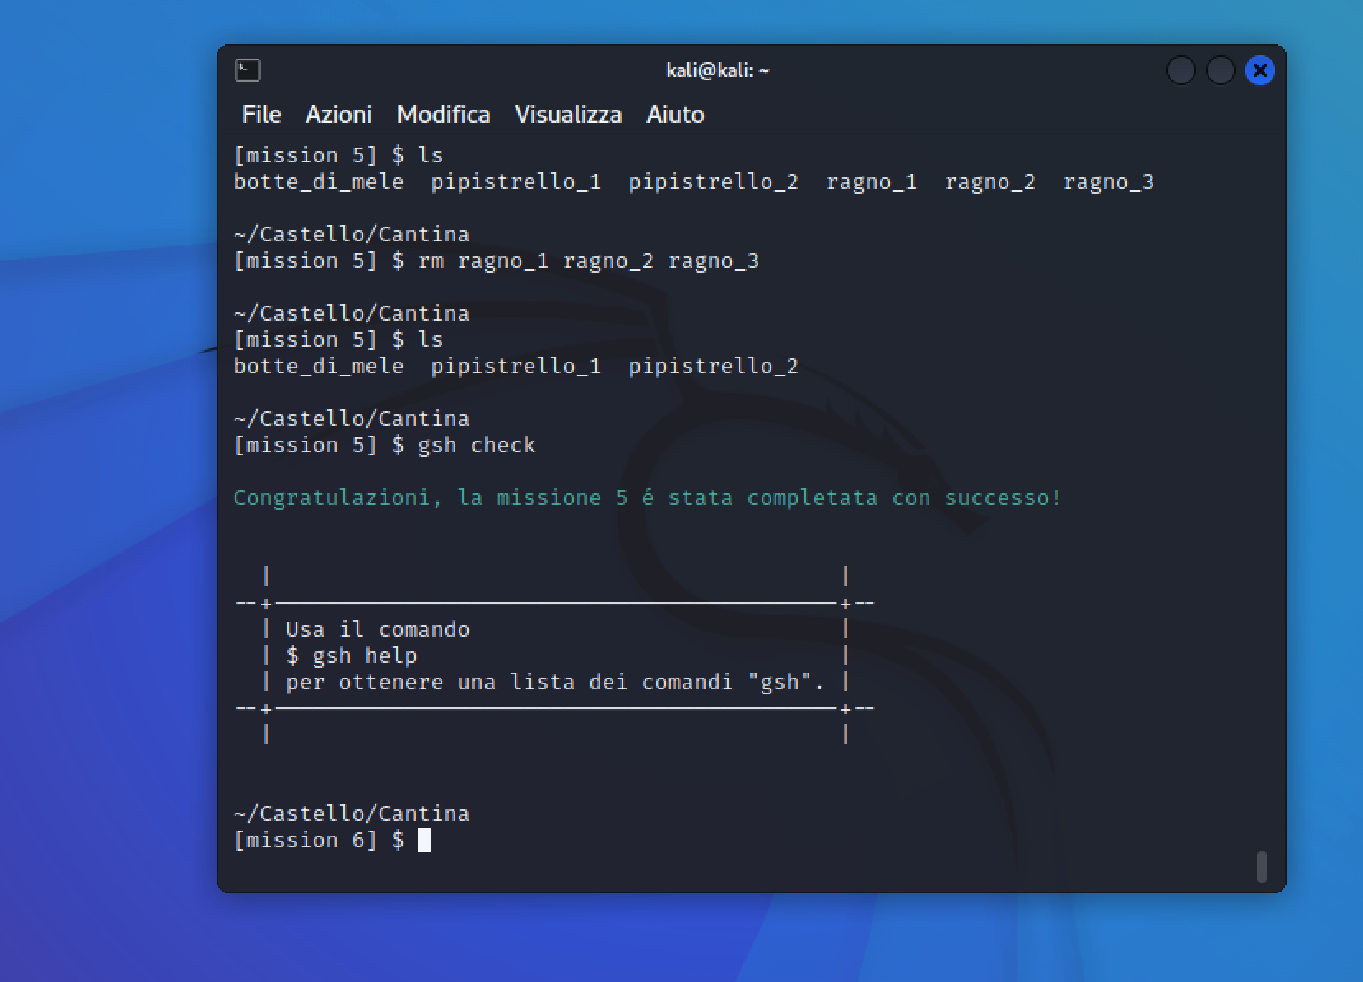 kali@kali: ~
File Azioni Modifica Visualizza Aiuto
[mission 5] $ ls
botte_di_mele  pipistrello_1  pipistrello_2  ragno_1  ragno_2  ragno_3
~/Castello/Cantina
[mission 5] $ rm ragno_1 ragno_2 ragno_3
~/Castello/Cantina
[mission 5] $ ls
botte_di_mele  pipistrello_1  pipistrello_2
~/Castello/Cantina
[mission 5] $ gsh check
Congratulazioni, la missione 5 é stata completata con successo!
Usa il comando
$ gsh help
per ottenere una lista dei comandi "gsh".
~/Castello/Cantina
[mission 6] $